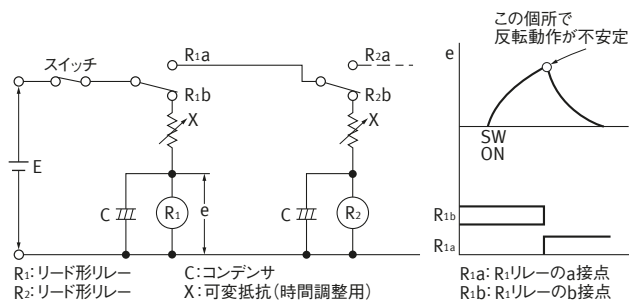 この個所で
反転動作が不安定
スイッチ
R1a
R2a
e
R1b
R2b
X
X
SW
ON
E
C
R1
e
C
R2
R1b
R1a
R1:リード形リレー
C:コンデンサ
R1a:R1リレーのa接点
R2:リード形リレー
X:可変抵抗(時間調整用)
R1b:R1リレーのb接点